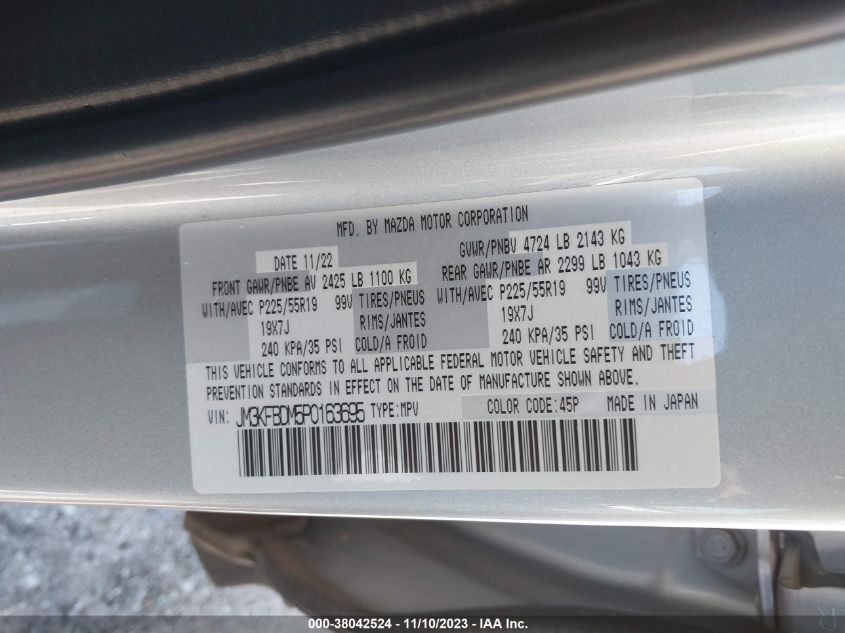 MFD. BY MAZDA MOTOR CORPORATION
DATE 11/22 GVWR/PNBV 4724 LB 2143 KG
FRONT GAWR/PNBE AV 2425 LB 1100 KG REAR GAWR/PNBE AR 2299 LB 1043 KG
WITH/AVEC P225/55R19 99V TIRES/PNEUS WITH/AVEC P225/55R19 99V TIRES/PNEUS
19X7J RIMS/JANTES 19X7J RIMS/JANTES
240 KPA/35 PSI COLD/A FROID 240 KPA/35 PSI COLD/A FROID
THIS VEHICLE CONFORMS TO ALL APPLICABLE FEDERAL MOTOR VEHICLE SAFETY AND THEFT
PREVENTION STANDARDS IN EFFECT ON THE DATE OF MANUFACTURE SHOWN ABOVE.
VIN: JM3KFBDM5P0163695 TYPE:MPV COLOR CODE:45P MADE IN JAPAN
000-38042524 - 11/10/2023 - © IAA Inc.